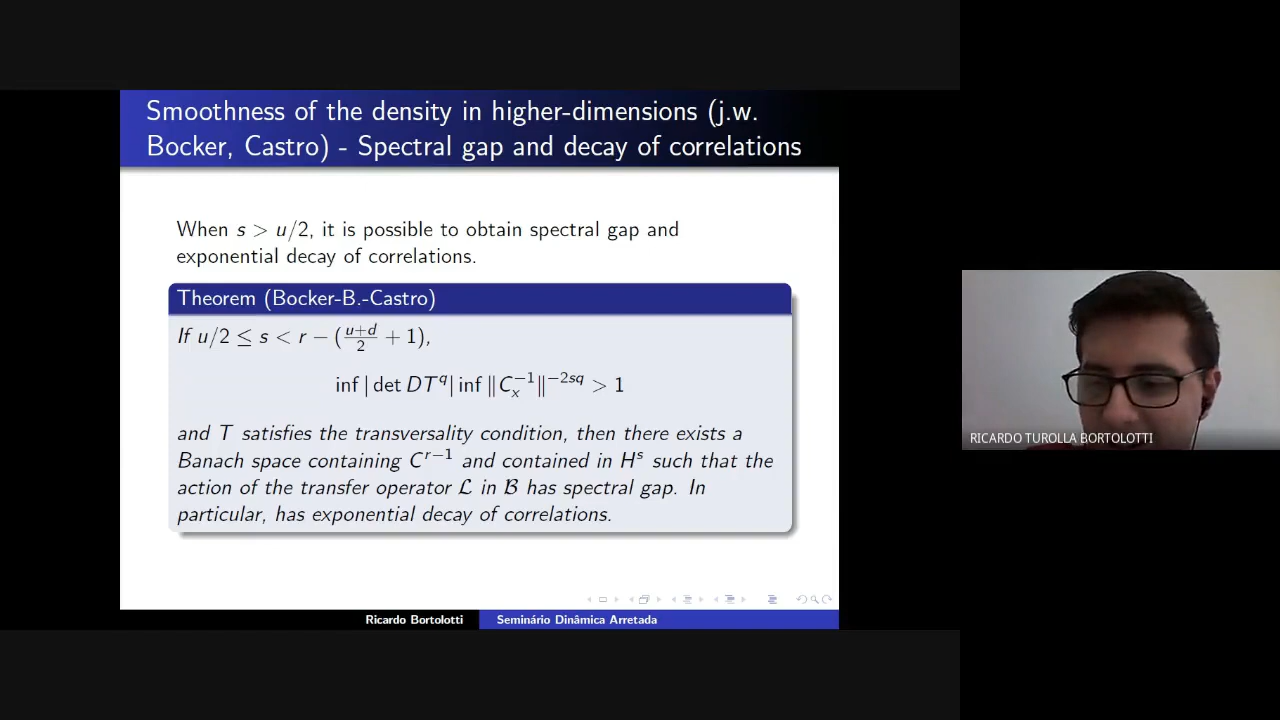 Smoothness of the density in higher-dimensions (j.w.
Bocker, Castro) - Spectral gap and decay of correlations
When s > u/2, it is possible to obtain spectral gap and
exponential decay of correlations.
Theorem (Bocker-B.-Castro)
If u/2 ≤ s < r − (\frac{u+d}{2} + 1),
inf | det DT^q| inf ‖C_x^{-1}‖^{-2sq} > 1
and T satisfies the transversality condition, then there exists a
Banach space containing C^{r−1} and contained in H^s such that the
action of the transfer operator 𝓛 in 𝓑 has spectral gap. In
particular, has exponential decay of correlations.
Ricardo Bortolotti
Seminário Dinâmica Arretada
RICARDO TUROLLA BORTOLOTTI